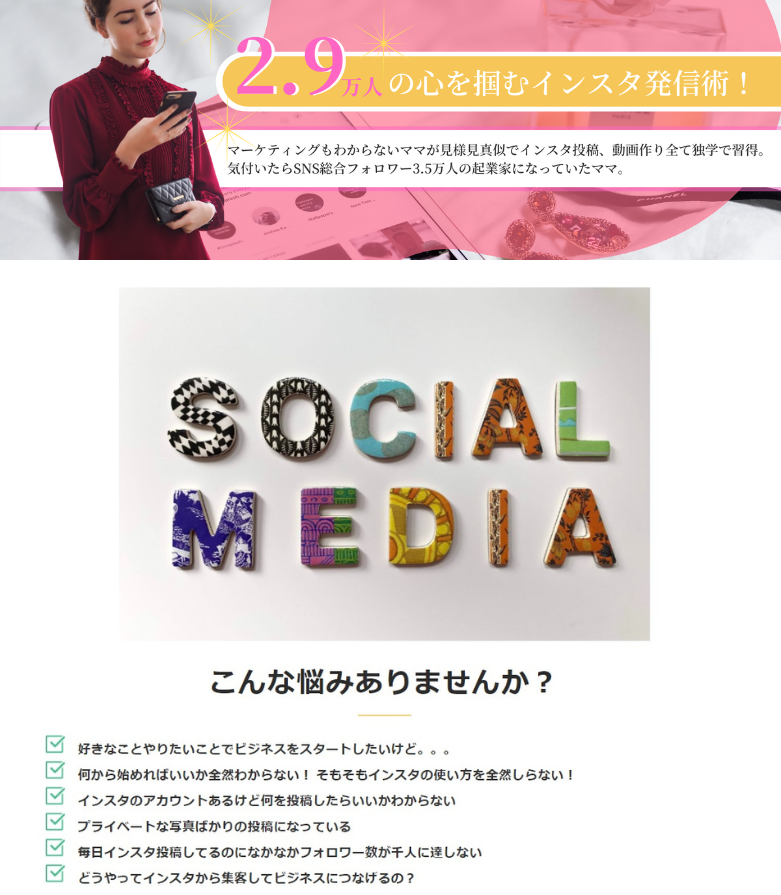 2.9万人の心を掴むインスタ発信術！
マーケティングもわからないママが見様見真似でインスタ投稿、動画作り全て独学で習得。
気付いたらSNS総合フォロワー3.5万人の起業家になっていたママ。
CHANEL
SOCIAL
MEDIA
こんな悩みありませんか？
好きなことやりたいことでビジネスをスタートしたいけど。。。
何から始めればいいか全然わからない！ そもそもインスタの使い方を全然しらない！
インスタのアカウントあるけど何を投稿したらいいかわからない
プライベートな写真ばかりの投稿になっている
毎日インスタ投稿してるのになかなかフォロワー数が千人に達しない
どうやってインスタから集客してビジネスにつなげるの？